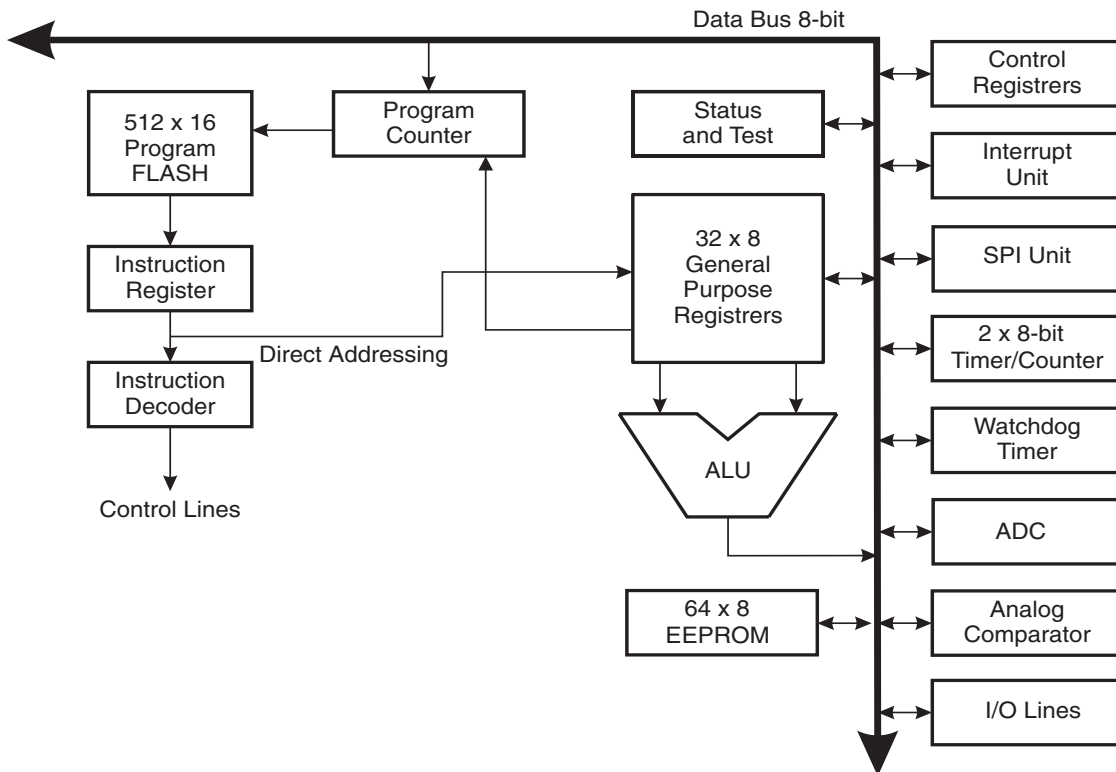 Data Bus 8-bit
512 x 16
Program
FLASH
Program
Counter
Status
and Test
Control
Registrers
Interrupt
Unit
Instruction
Register
32 x 8
General
Purpose
Registrers
SPI Unit
Direct Addressing
2 x 8-bit
Timer/Counter
Instruction
Decoder
Watchdog
Timer
ALU
Control Lines
ADC
64 x 8
EEPROM
Analog
Comparator
I/O Lines